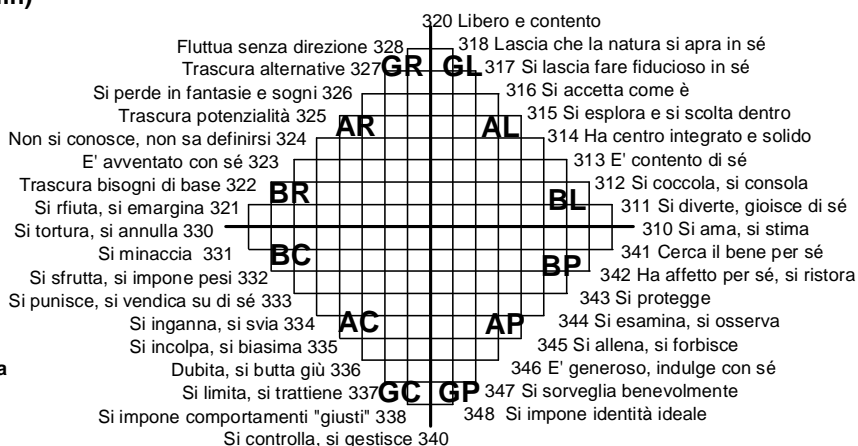 320 Libero e contento
Fluttua senza direzione 328
318 Lascia che la natura si apra in sé
Trascura alternative 327
GR
GL
317 Si lascia fare fiducioso in sé
Si perde in fantasie e sogni 326
316 Si accetta come è
Trascura potenzialità 325
315 Si esplora e si scolta dentro
AR
AL
Non si conosce, non sa definirsi 324
314 Ha centro integrato e solido
E' avventato con sé 323
313 E' contento di sé
Trascura bisogni di base 322
BR
312 Si coccola, si consola
BL
Si rfiuta, si emargina 321
311 Si diverte, gioisce di sé
Si tortura, si annulla 330
310 Si ama, si stima
Si minaccia 331
BC
341 Cerca il bene per sé
BP
Si sfrutta, si impone pesi 332
342 Ha affetto per sé, si ristora
Si punisce, si vendica su di sé 333
343 Si protegge
Si inganna, si svia 334
AC
AP
344 Si esamina, si osserva
Si incolpa, si biasima 335
345 Si allena, si forbisce
Dubita, si butta giù 336
346 E' generoso, indulge con sé
Si limita, si trattiene 337
GC
GP
347 Si sorveglia benevolmente
Si impone comportamenti "giusti" 338
348 Si impone identità ideale
Si controlla, si gestisce 340